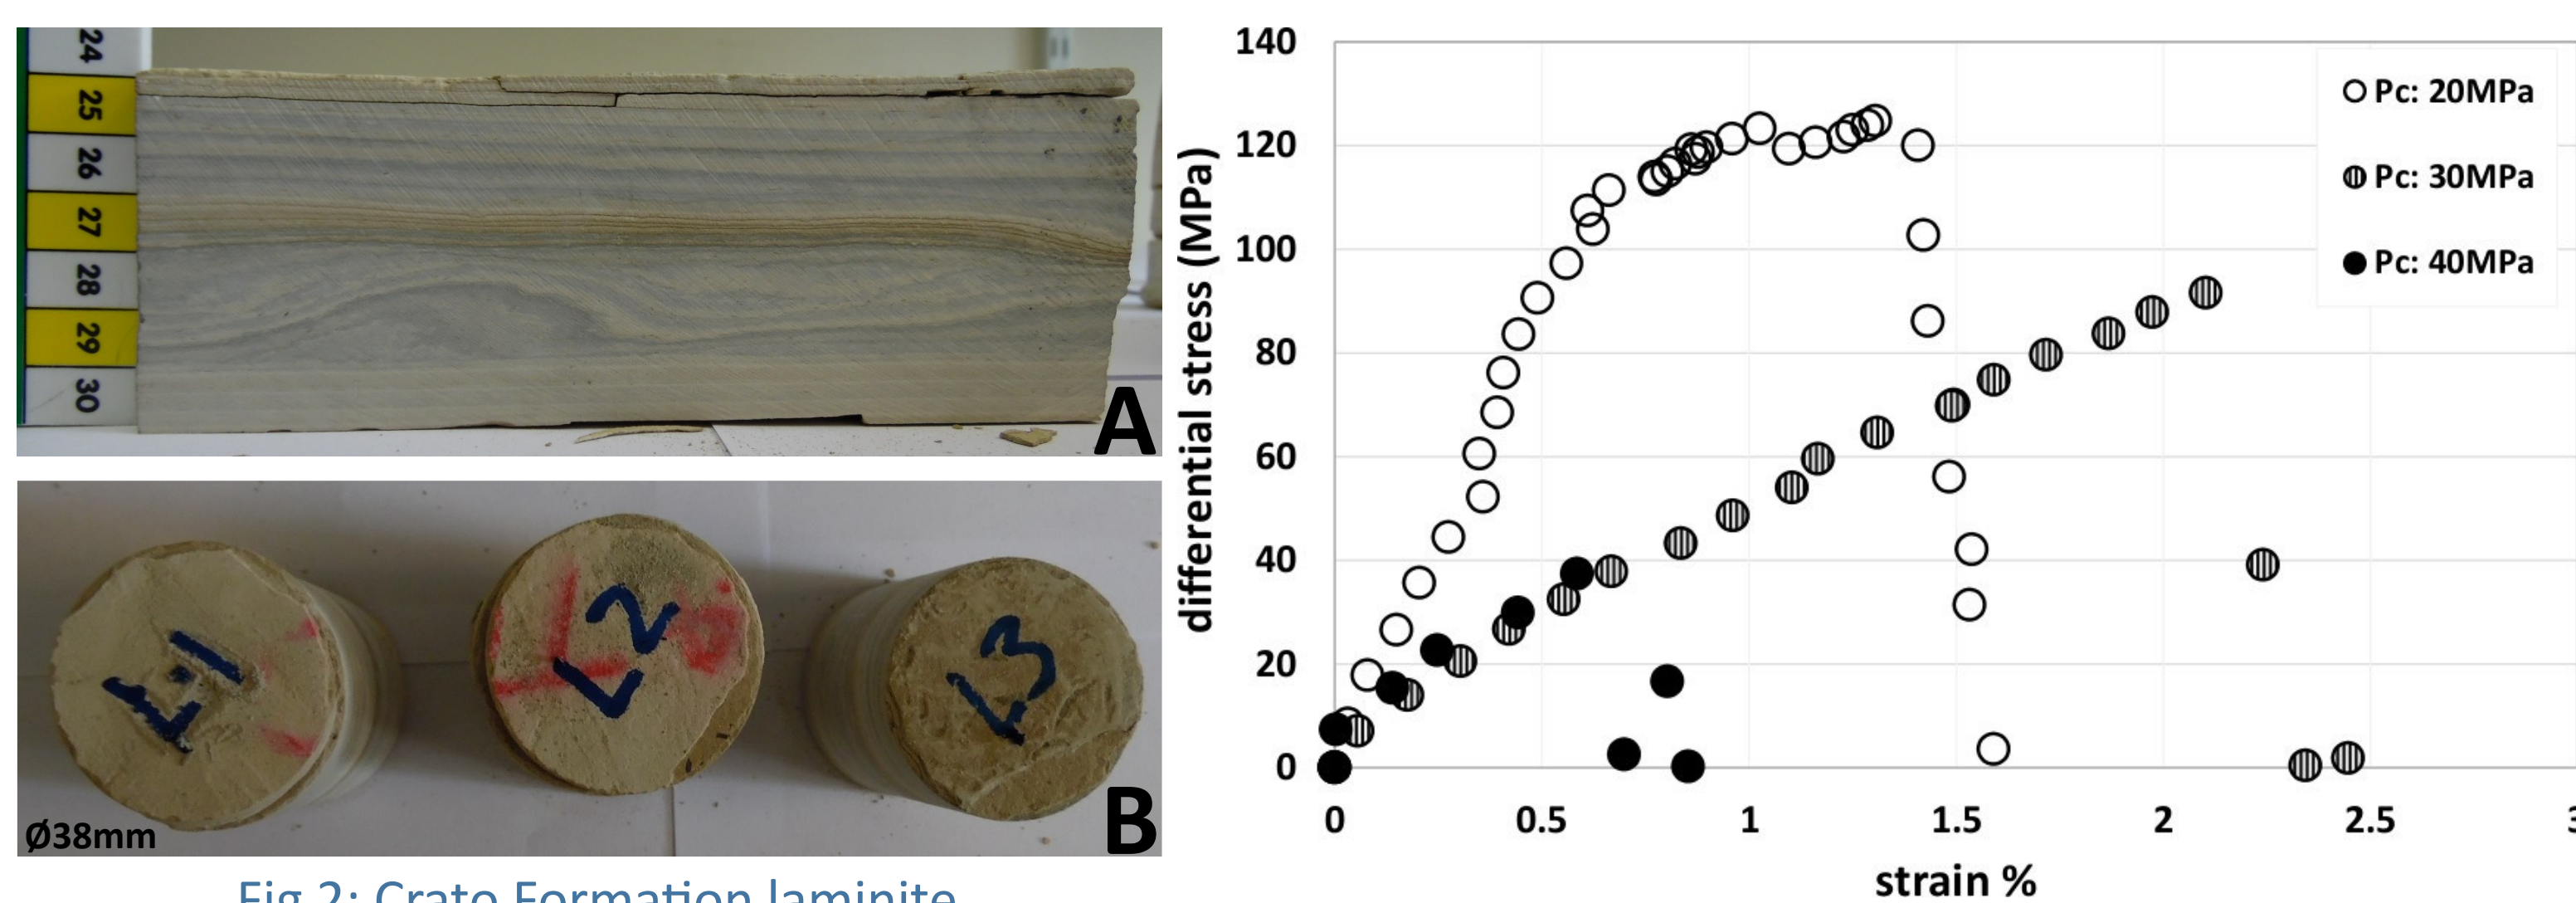 24
25
26
27
28
29
30
A
L-1
L2
L3
Ø38mm
B
Fig 2: Crato Formation laminite
differential stress (MPa)
140
120
100
80
60
40
20
0
0 0.5 1 1.5 2 2.5 3
strain %
Pc: 20MPa
Pc: 30MPa
Pc: 40MPa